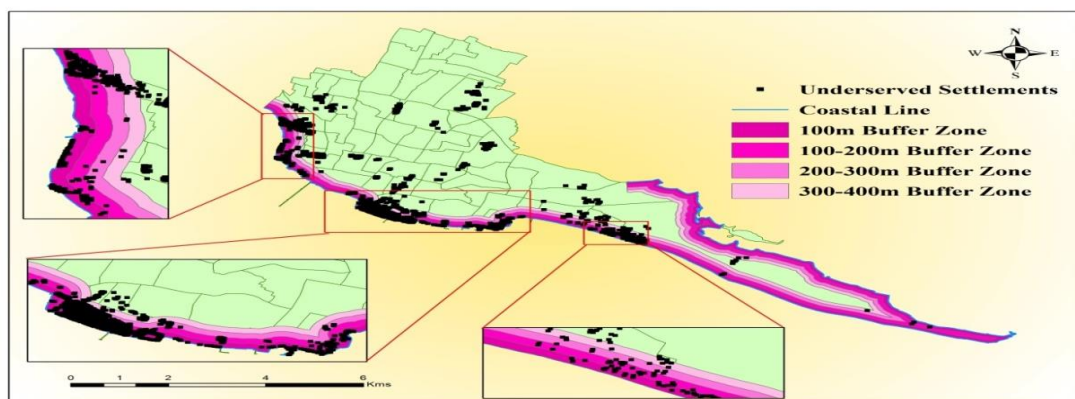 N
W E
S
Underserved Settlements
Coastal Line
100m Buffer Zone
100-200m Buffer Zone
200-300m Buffer Zone
300-400m Buffer Zone
0 1 2 4 6
Kms